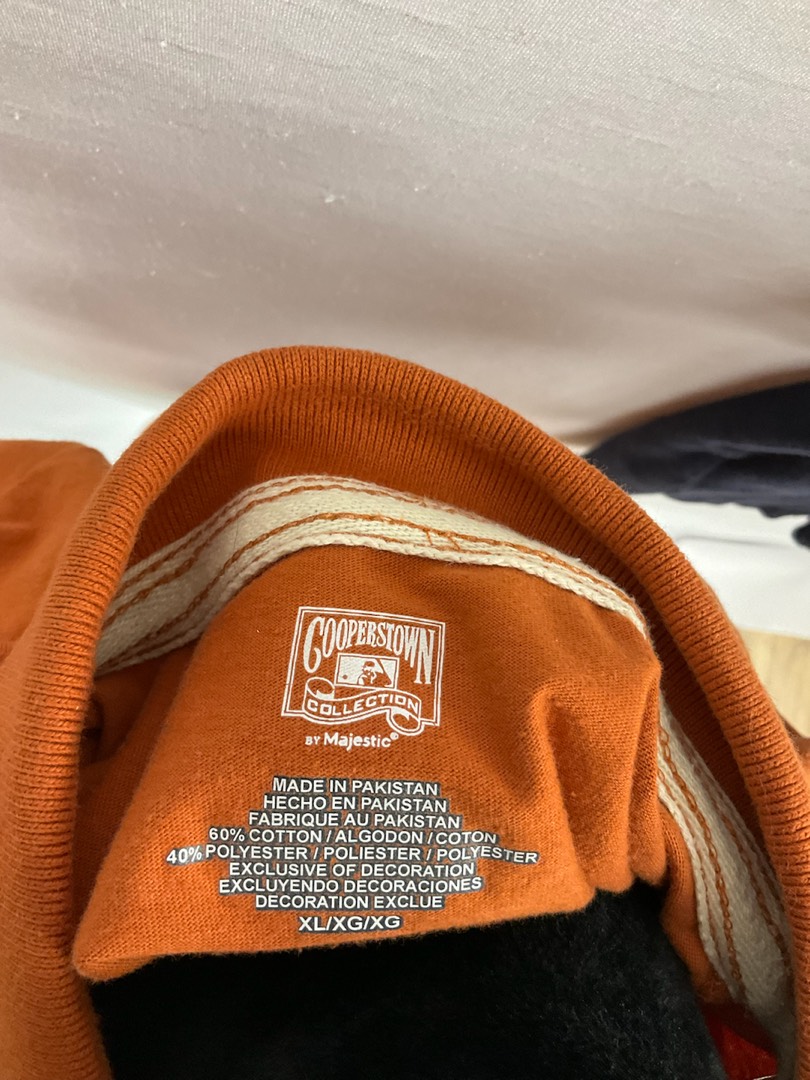 COOPERSTOWN
COLLECTION
BY Majestic®
MADE IN PAKISTAN
HECHO EN PAKISTAN
FABRIQUE AU PAKISTAN
60% COTTON / ALGODON / COTON
40% POLYESTER / POLIESTER / POLYESTER
EXCLUSIVE OF DECORATION
EXCLUYENDO DECORACIONES
DECORATION EXCLUE
XL/XG/XG